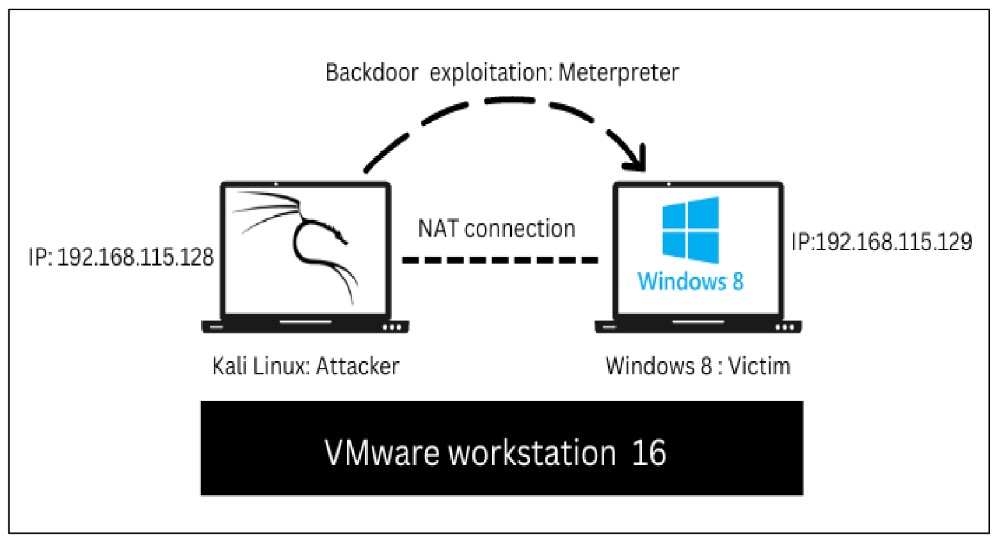 Backdoor exploitation: Meterpreter
NAT connection
IP: 192.168.115.128
IP:192.168.115.129
Windows 8
Kali Linux: Attacker
Windows 8 : Victim
VMware workstation 16